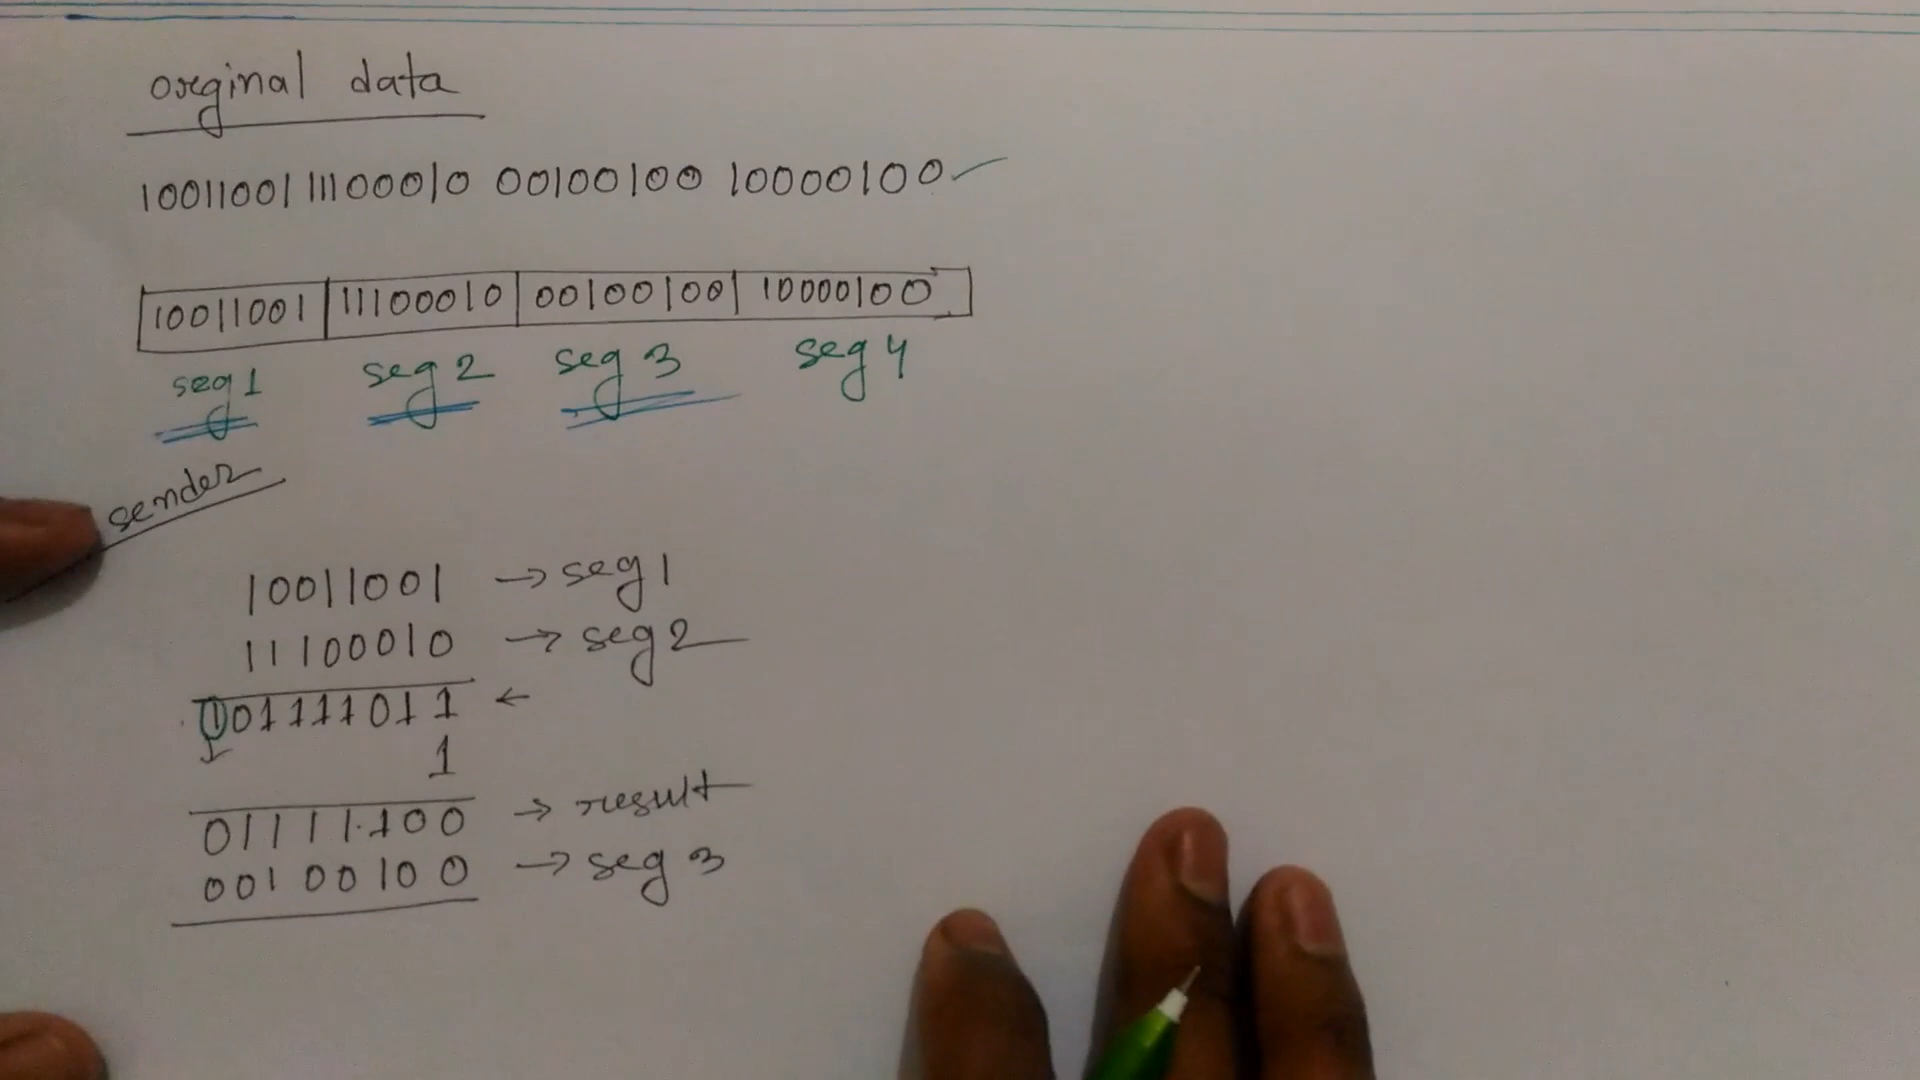 orginal data
10011001 11100010 00100100 10000100
10011001 11100010 00100100 10000100
seg 1 seg 2 seg 3 seg 4
sender
10011001 → seg 1
11100010 → seg 2
101111011 ←
1
01111100 → result
00100100 → seg 3